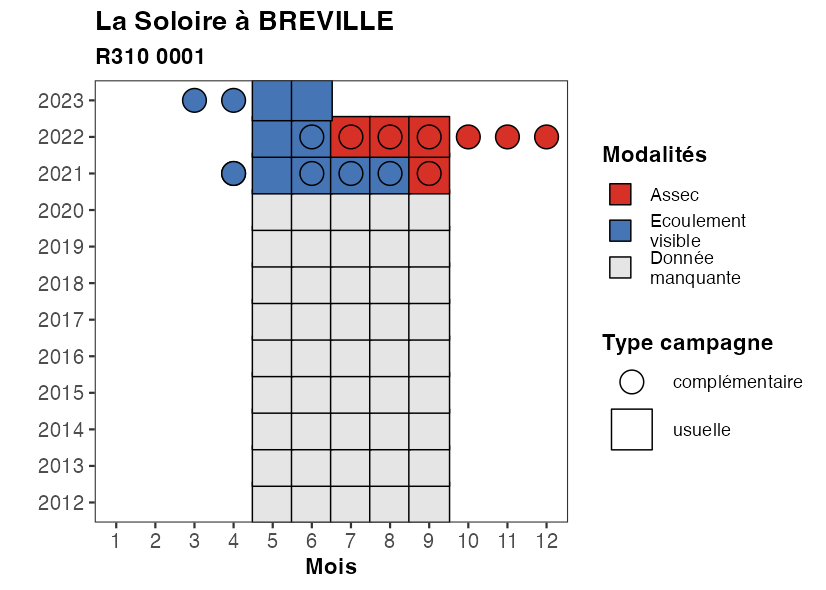 La Soloire à BREVILLE
R310 0001
2023
2022
2021
2020
2019
2018
2017
2016
2015
2014
2013
2012
1 2 3 4 5 6 7 8 9 10 11 12
Mois
Modalités
Assec
Ecoulement
visible
Donnée
manquante
Type campagne
complémentaire
usuelle